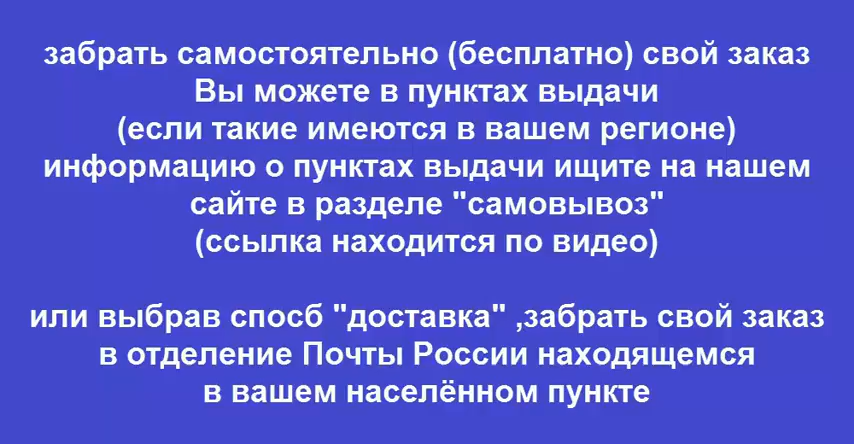 забрать самостоятельно (бесплатно) свой заказ
Вы можете в пунктах выдачи
(если такие имеются в вашем регионе)
информацию о пунктах выдачи ищите на нашем
сайте в разделе "самовывоз"
(ссылка находится по видео)
или выбрав спосб "доставка" ,забрать свой заказ
в отделение Почты России находящемся
в вашем населённом пункте